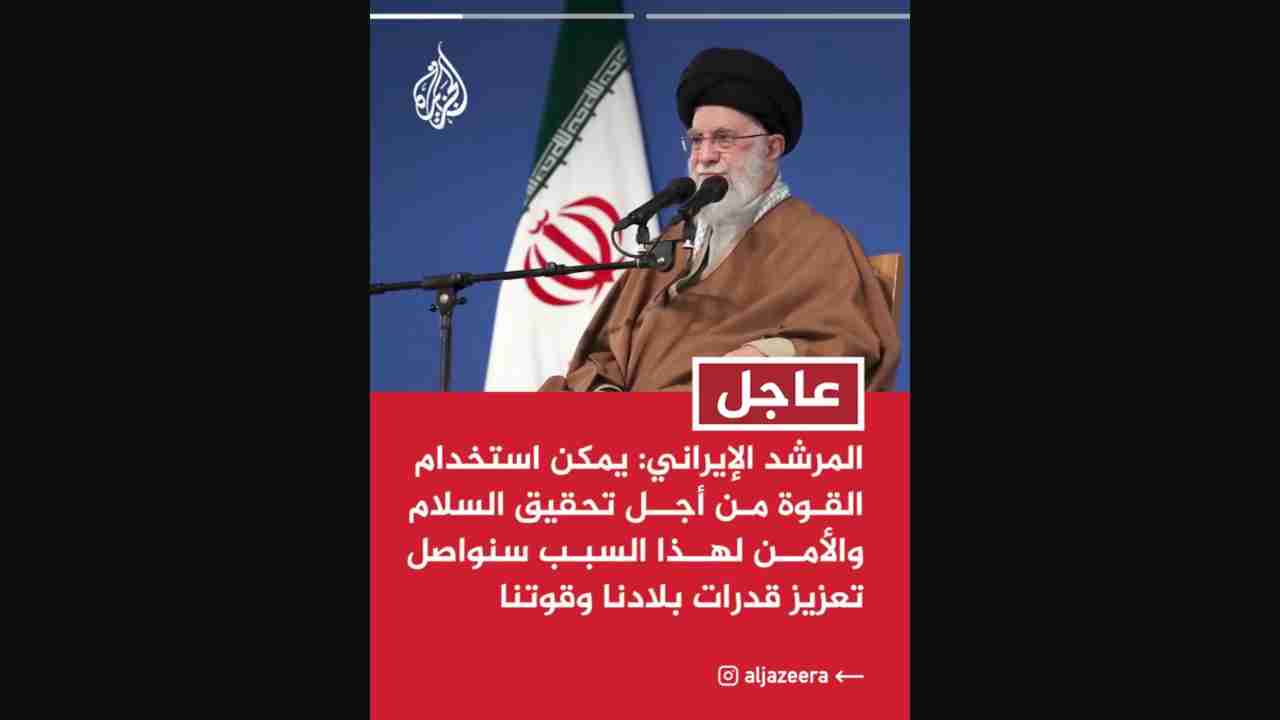 الجزيرة
عاجل
المرشد الإيراني: يمكن استخدام
القوة من أجل تحقيق السلام
والأمن لهذا السبب سنواصل
تعزيز قدرات بلادنا وقوتنا
aljazeera